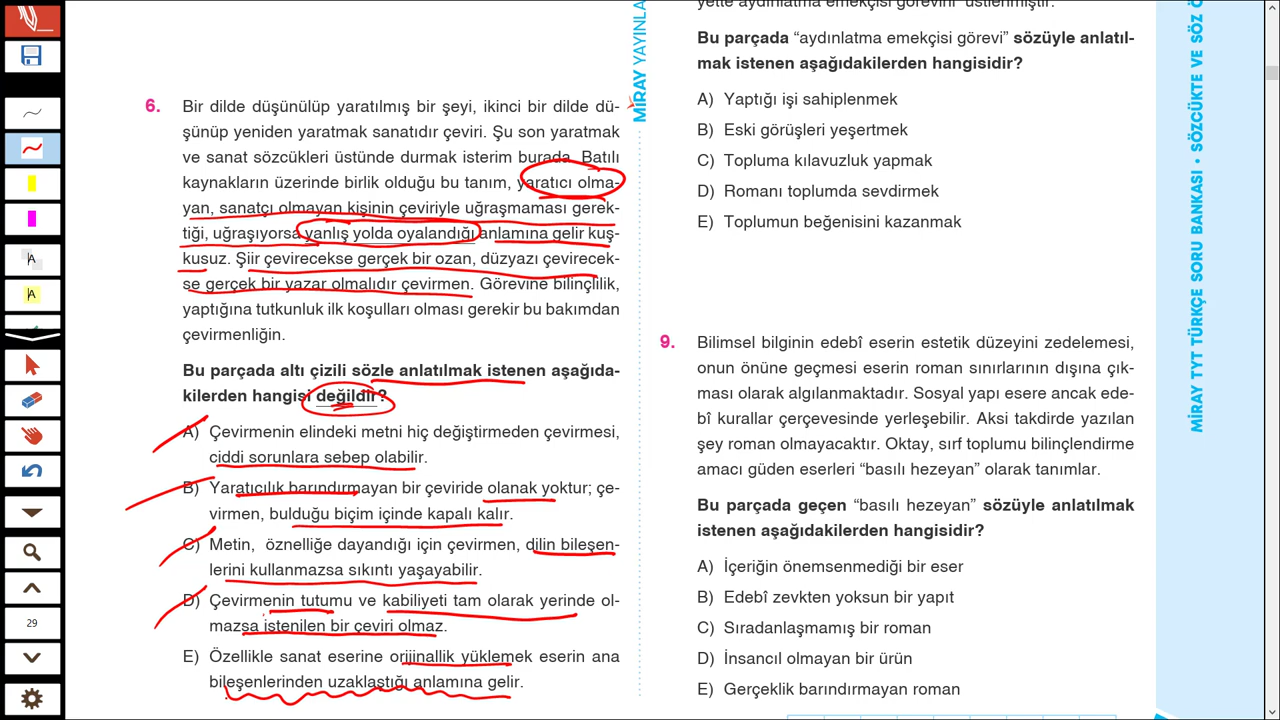 yette aydınlatma emekçisi görevini üstlenmiştir.
Bu parçada “aydınlatma emekçisi görevi” sözüyle anlatıl-
mak istenen aşağıdakilerden hangisidir?
A) Yaptığı işi sahiplenmek
B) Eski görüşleri yeşertmek
C) Topluma kılavuzluk yapmak
D) Romanı toplumda sevdirmek
E) Toplumun beğenisini kazanmak
6. Bir dilde düşünülüp yaratılmış bir şeyi, ikinci bir dilde dü-
şünüp yeniden yaratmak sanatıdır çeviri. Şu son yaratmak
ve sanat sözcükleri üstünde durmak isterim burada. Batılı
kaynakların üzerinde birlik olduğu bu tanım, yaratıcı olma-
yan, sanatçı olmayan kişinin çeviriyle uğraşmaması gerek-
tiği, uğraşıyorsa yanlış yolda oyalandığı anlamına gelir kuş-
kusuz. Şiir çevirecekse gerçek bir ozan, düzyazı çevirecek-
se gerçek bir yazar olmalıdır çevirmen. Görevine bilinçlilik,
yaptığına tutkunluk ilk koşulları olması gerekir bu bakımdan
çevirmenliğin.
Bu parçada altı çizili sözle anlatılmak istenen aşağıda-
kilerden hangisi değildir?
A) Çevirmenin elindeki metni hiç değiştirmeden çevirmesi,
ciddi sorunlara sebep olabilir.
B) Yaratıcılık barındırmayan bir çeviride olanak yoktur; çe-
virmen, bulduğu biçim içinde kapalı kalır.
C) Metin, öznelliğe dayandığı için çevirmen, dilin bileşen-
lerini kullanmazsa sıkıntı yaşayabilir.
D) Çevirmenin tutumu ve kabiliyeti tam olarak yerinde ol-
mazsa istenilen bir çeviri olmaz.
E) Özellikle sanat eserine orijinallik yüklemek eserin ana
bileşenlerinden uzaklaştığı anlamına gelir.
9. Bilimsel bilginin edebî eserin estetik düzeyini zedelemesi,
onun önüne geçmesi eserin roman sınırlarının dışına çık-
ması olarak algılanmaktadır. Sosyal yapı esere ancak ede-
bî kurallar çerçevesinde yerleşebilir. Aksi takdirde yazılan
şey roman olmayacaktır. Oktay, sırf toplumu bilinçlendirme
amacı güden eserleri “basılı hezeyan” olarak tanımlar.
Bu parçada geçen “basılı hezeyan” sözüyle anlatılmak
istenen aşağıdakilerden hangisidir?
A) İçeriğin önemsenmediği bir eser
B) Edebî zevkten yoksun bir yapıt
C) Sıradanlaşmamış bir roman
D) İnsancıl olmayan bir ürün
E) Gerçeklik barındırmayan roman
MİRAY YAYINLA
MİRAY TYT TÜRKÇE SORU BANKASI • SÖZCÜKTE VE SÖZ Ö
A
A
29